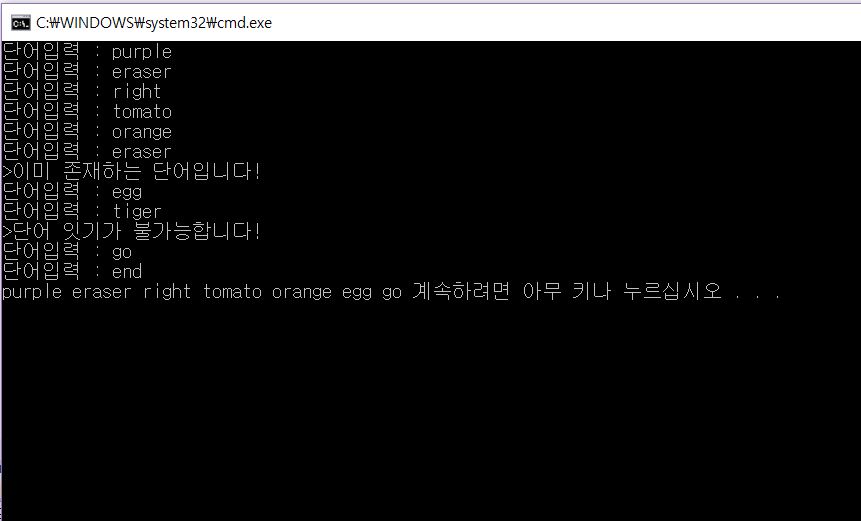 C:\WINDOWS\system32\cmd.exe
단어입력 : purple
단어입력 : eraser
단어입력 : right
단어입력 : tomato
단어입력 : orange
단어입력 : eraser
>이미 존재하는 단어입니다!
단어입력 : egg
단어입력 : tiger
>단어 잇기가 불가능합니다!
단어입력 : go
단어입력 : end
purple eraser right tomato orange egg go 계속하려면 아무 키나 누르십시오 . . .